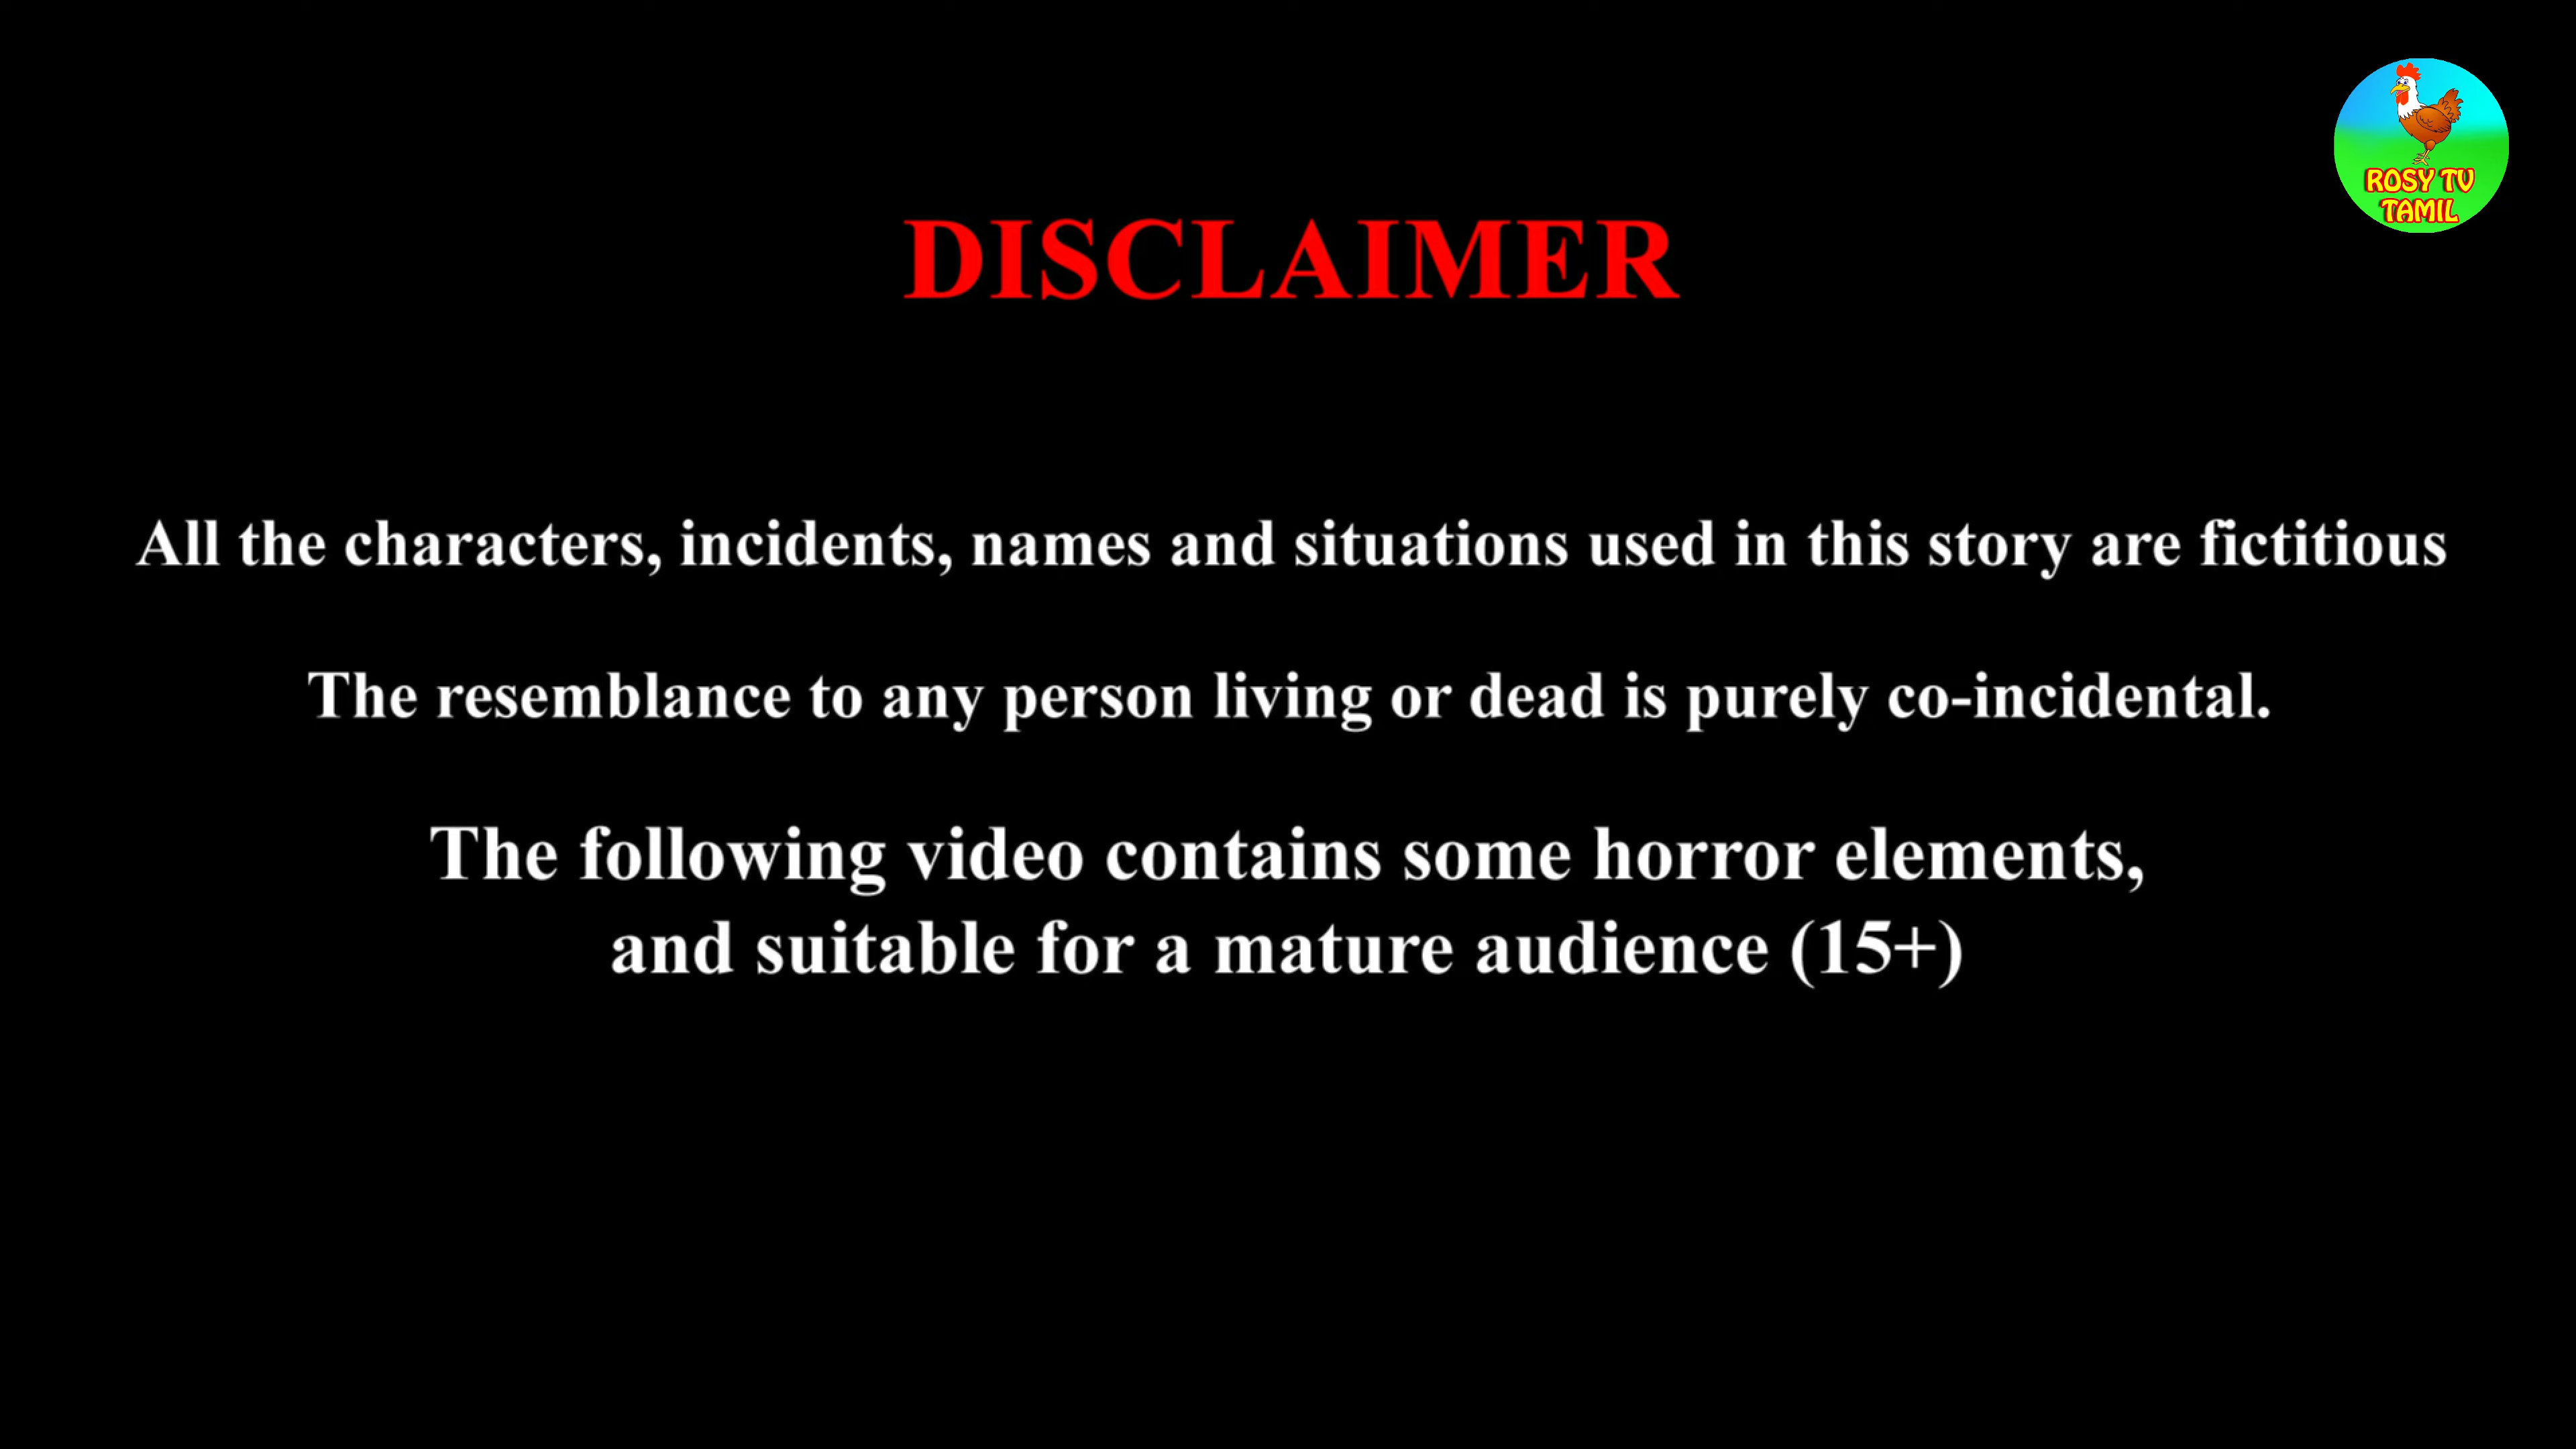 ROSY TV
TAMIL
DISCLAIMER
All the characters, incidents, names and situations used in this story are fictitious
The resemblance to any person living or dead is purely co-incidental.
The following video contains some horror elements,
and suitable for a mature audience (15+)